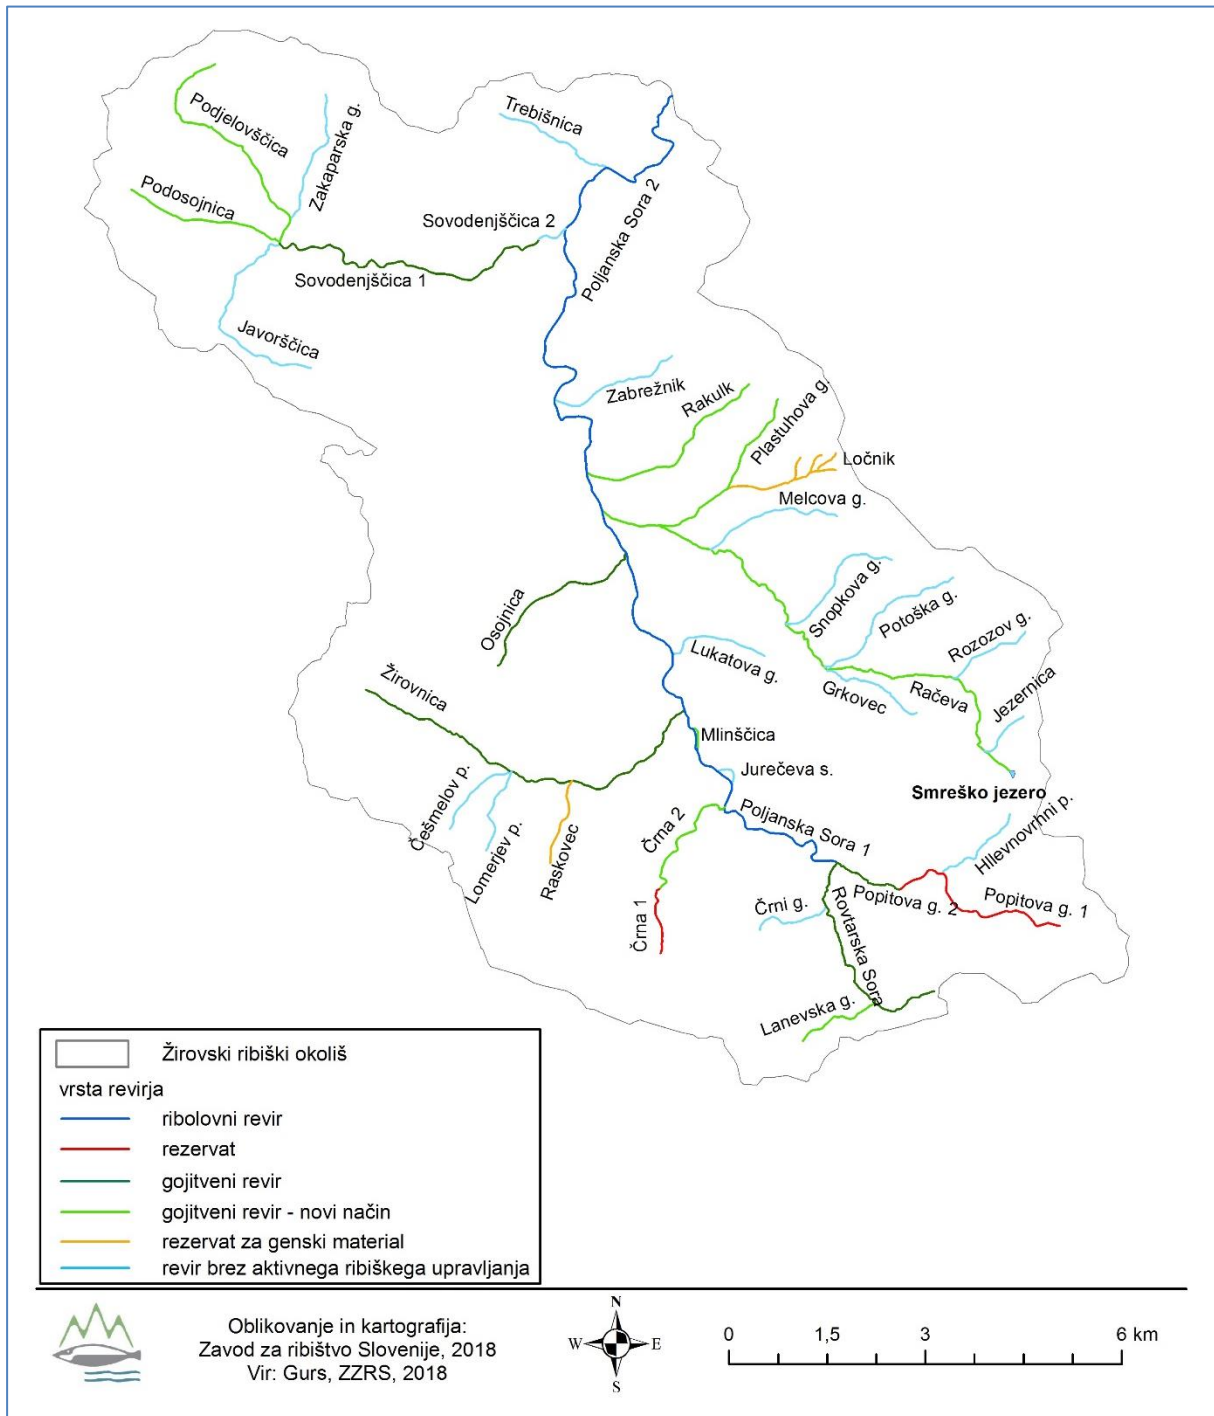 Podjelovščica
Zakaparska g.
Podosojnica
Trebišnica
Sovodenjščica 2
Poljanska Sora 2
Sovodenjščica 1
Javorščica
Zabrežnik
Rakulk
Plastuhova g.
Ločnik
Melcova g.
Snopkova g.
Potoška g.
Rozozov g.
Osojnica
Lukatova g.
Grkovec
Račeva
Jezernica
Žirovnica
Mlinščica
Jurečeva s.
Smreško jezero
Češmelov p.
Lomerjev p.
Raskovec
Črna 2
Poljanska Sora 1
Hllevnovrhni p.
Črna 1
Črni g.
Rovtarska Sora
Popitova g. 2
Popitova g. 1
Lanevska g.
Žirovski ribiški okoliš
vrsta revirja
ribolovni revir
rezervat
gojitveni revir
gojitveni revir - novi način
rezervat za genski material
revir brez aktivnega ribiškega upravljanja
Oblikovanje in kartografija:
Zavod za ribištvo Slovenije, 2018
Vir: Gurs, ZZRS, 2018
N
W E
S
0 1,5 3 6 km